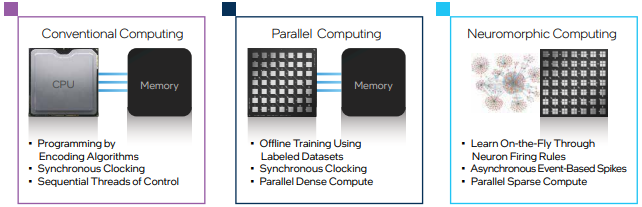 Conventional Computing
CPU
Memory
▪ Programming by
Encoding Algorithms
▪ Synchronous Clocking
▪ Sequential Threads of Control
Parallel Computing
Memory
▪ Offline Training Using
Labeled Datasets
▪ Synchronous Clocking
▪ Parallel Dense Compute
Neuromorphic Computing
▪ Learn On-the-Fly Through
Neuron Firing Rules
▪ Asynchronous Event-Based Spikes
▪ Parallel Sparse Compute